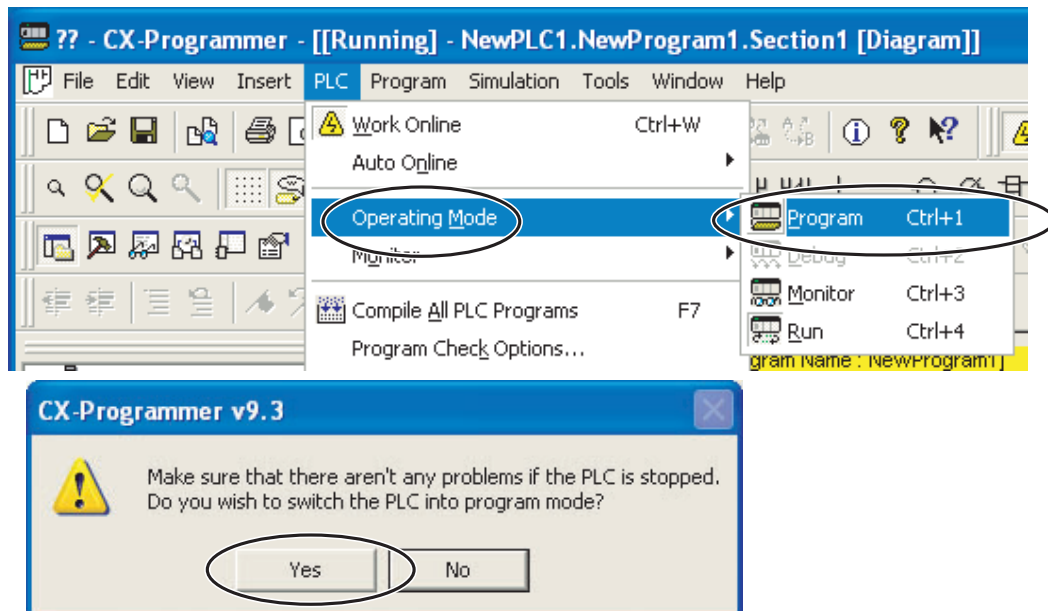 ?? - CX-Programmer - [[Running] - NewPLC1.NewProgram1.Section1 [Diagram]]
File Edit View Insert PLC Program Simulation Tools Window Help
Work Online Ctrl+W
Auto Online
Operating Mode
Program Ctrl+1
Monitor
Debug Ctrl+2
Monitor Ctrl+3
Compile All PLC Programs F7
Run Ctrl+4
Program Check Options...
gram Name : NewProgram1]
CX-Programmer v9.3
Make sure that there aren't any problems if the PLC is stopped.
Do you wish to switch the PLC into program mode?
Yes No